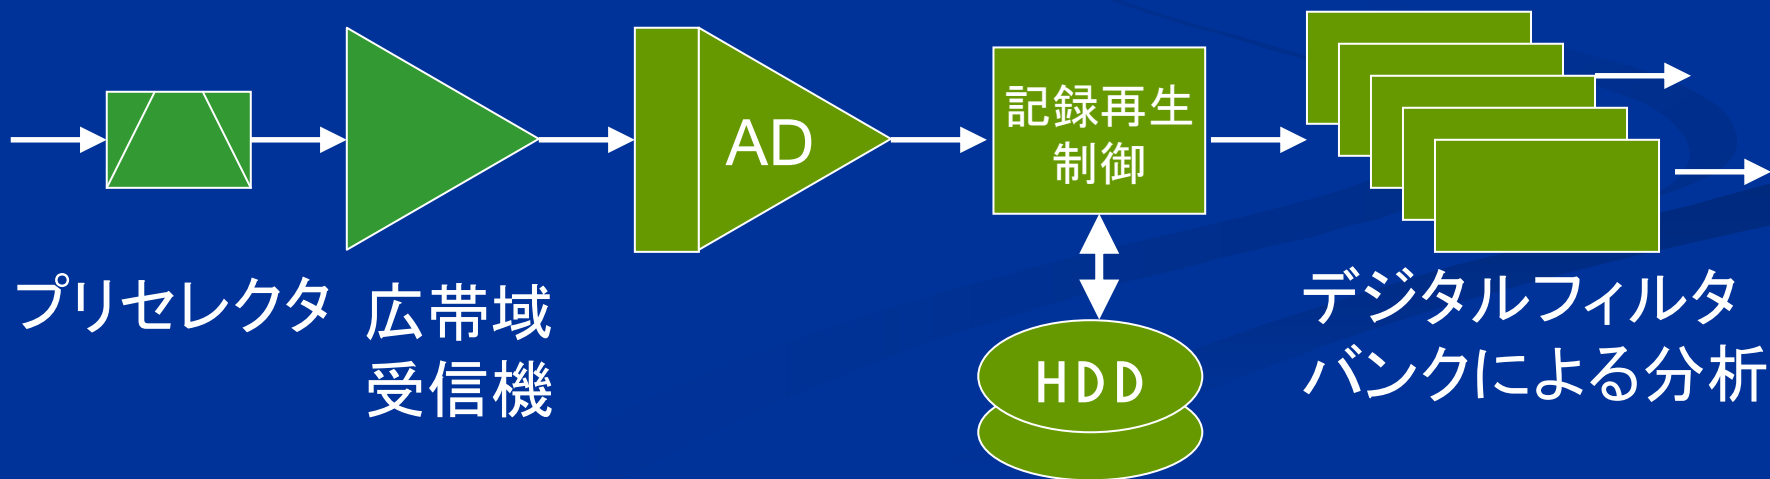 プリセレクタ
広帯域
受信機
AD
記録再生
制御
HDD
デジタルフィルタ
バンクによる分析